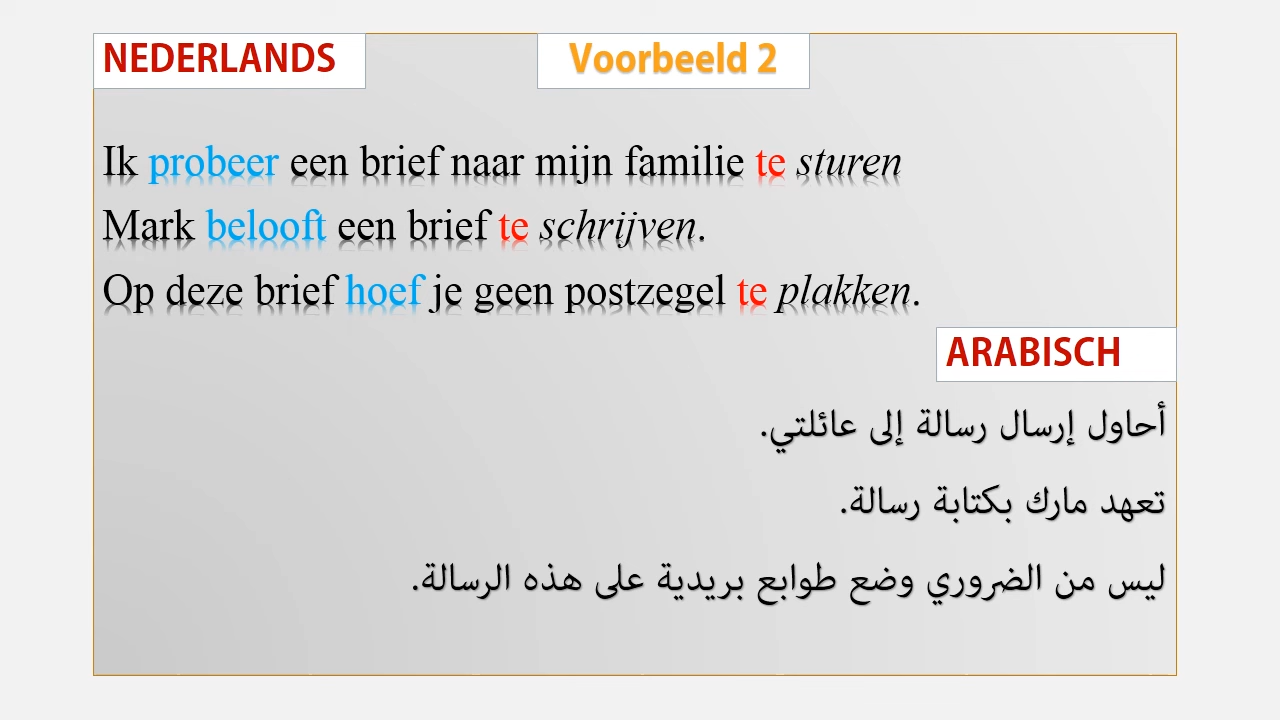 NEDERLANDS
Voorbeeld 2
Ik probeer een brief naar mijn familie te sturen
Mark belooft een brief te schrijven.
Op deze brief hoef je geen postzegel te plakken.
ARABISCH
أحاول إرسال رسالة إلى عائلتي.
تعهد مارك بكتابة رسالة.
ليس من الضروري وضع طوابع بريدية على هذه الرسالة.